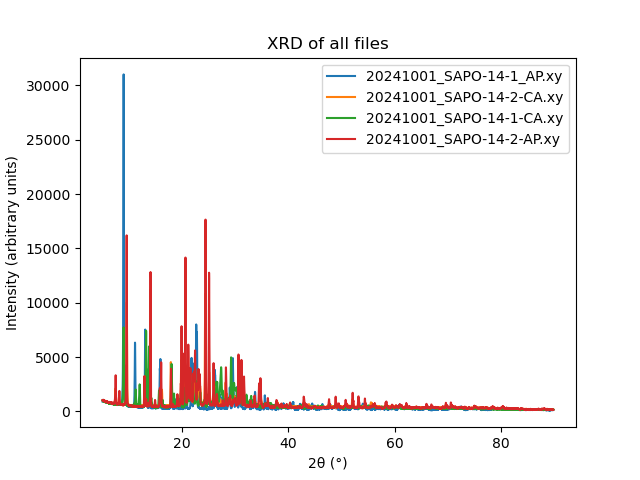 XRD of all files
20241001_SAPO-14-1_AP.xy
20241001_SAPO-14-2-CA.xy
20241001_SAPO-14-1-CA.xy
20241001_SAPO-14-2-AP.xy
Intensity (arbitrary units)
30000
25000
20000
15000
10000
5000
0
20
40
60
80
2θ (°)